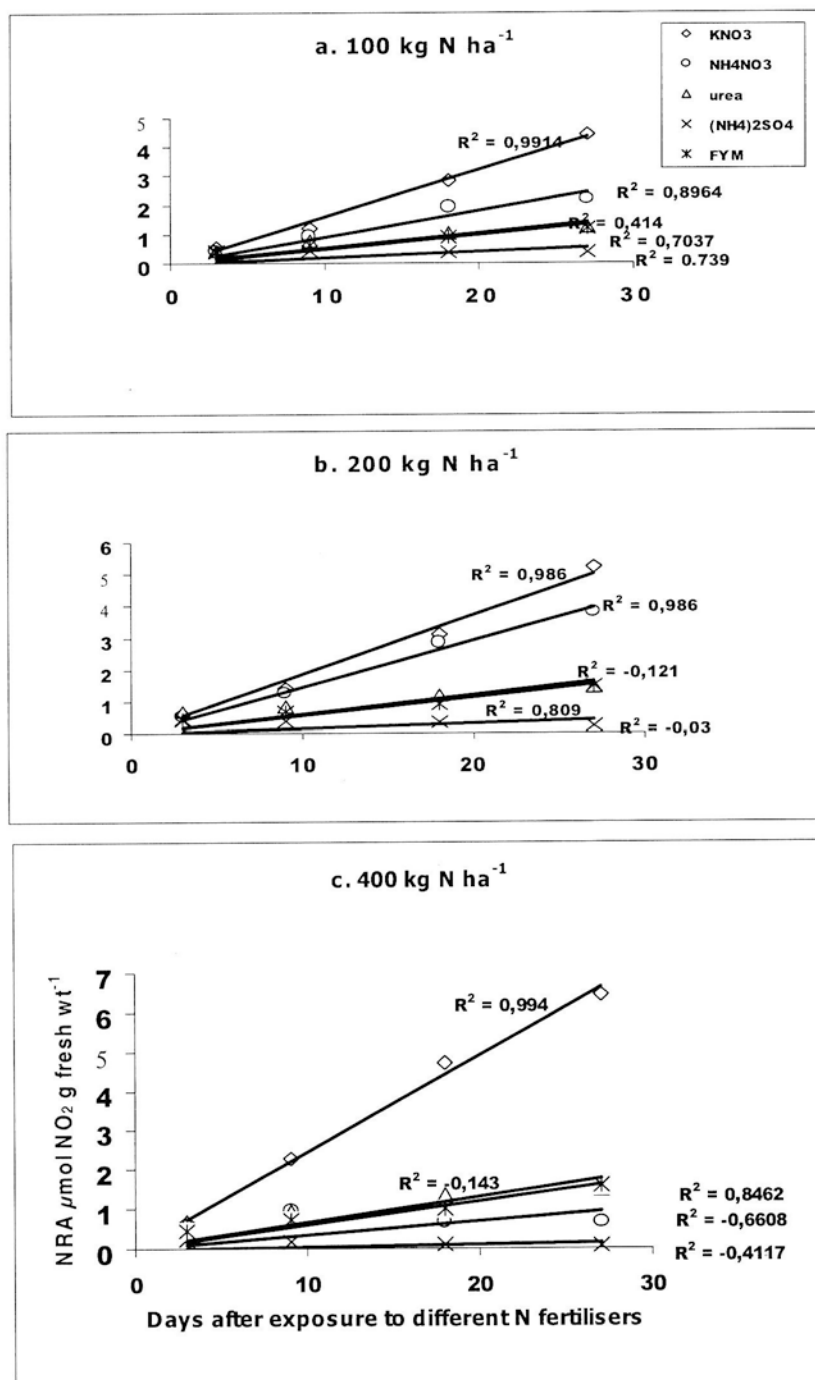 a. 100 kg N ha⁻¹
KNO3
NH4NO3
urea
(NH4)2SO4
FYM
5
4
3
2
1
0
R² = 0,9914
R² = 0,8964
R² = 0,414
R² = 0,7037
R². 0.739
0
10
20
30
b. 200 kg N ha⁻¹
6
5
4
3
2
1
0
R² = 0,986
R² = 0,986
R² = -0,121
R² = 0,809
R² = -0,03
0
10
20
30
c. 400 kg N ha⁻¹
NRA µmol NO₂ g fresh wt⁻¹
7
6
5
4
3
2
1
0
R² = 0,994
R² = -0,143
R² = 0,8462
R² = -0,6608
R² = -0,4117
0
10
20
30
Days after exposure to different N fertilisers